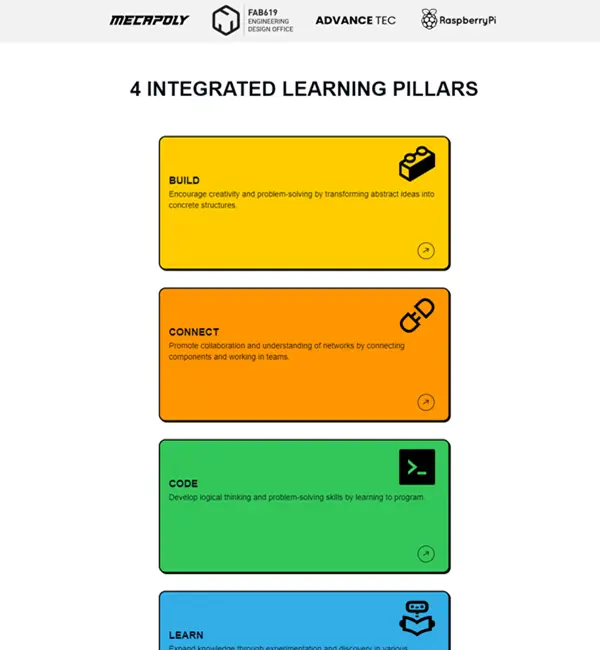 MECAPOLY
FAB619
ENGINEERING
DESIGN OFFICE
ADVANCE TEC
RaspberryPi
4 INTEGRATED LEARNING PILLARS
BUILD
Encourage creativity and problem-solving by transforming abstract ideas into
concrete structures.
CONNECT
Promote collaboration and understanding of networks by connecting
components and working in teams.
CODE
Develop logical thinking and problem-solving skills by learning to program.
LEARN
Expand knowledge through experimentation and discovery in various